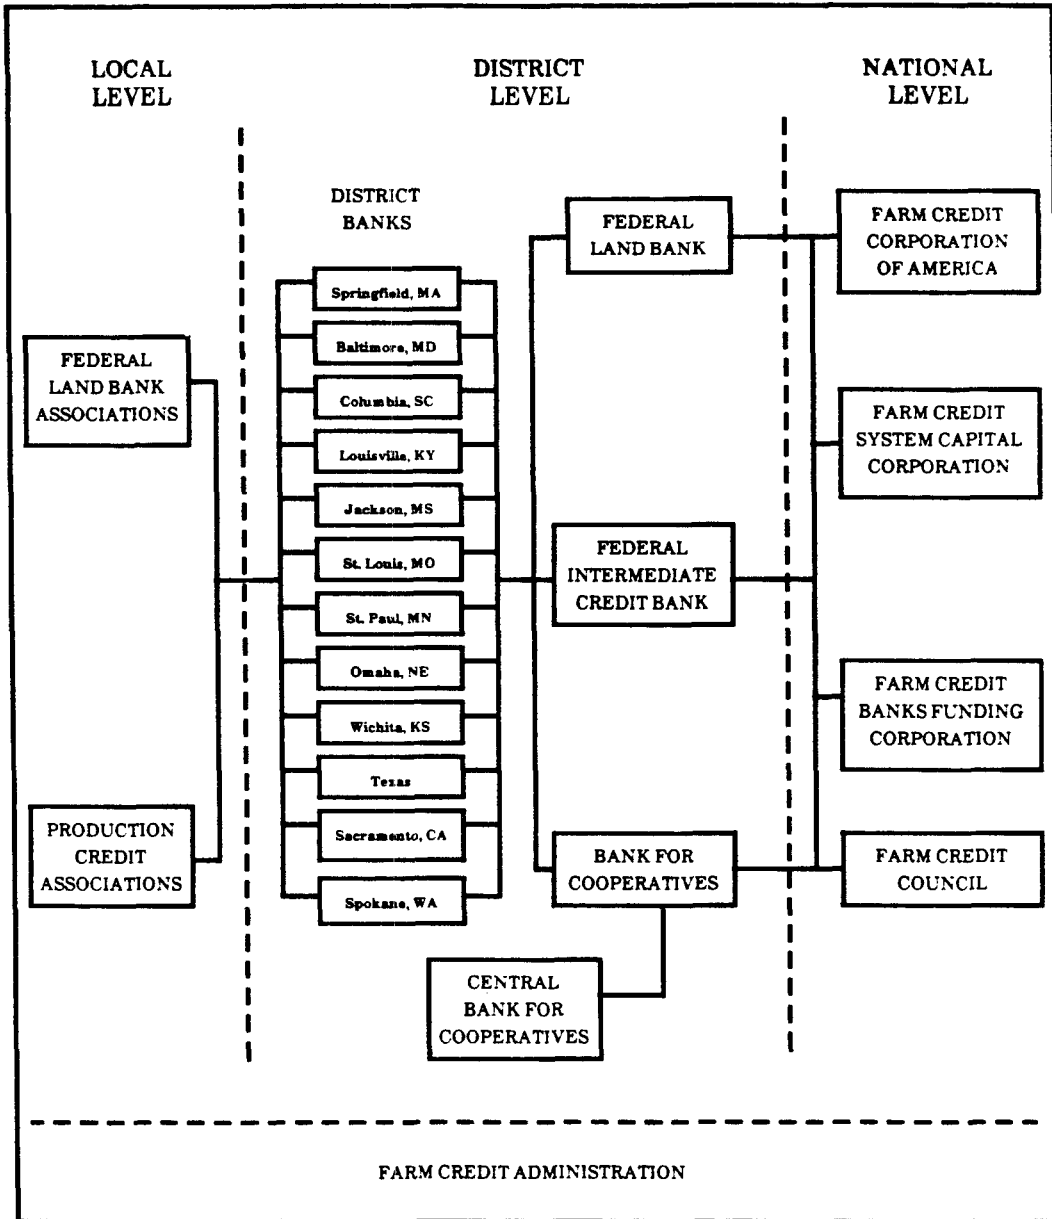 LOCAL
LEVEL
DISTRICT
LEVEL
NATIONAL
LEVEL
FEDERAL
LAND BANK
ASSOCIATIONS
PRODUCTION
CREDIT
ASSOCIATIONS
DISTRICT
BANKS
Springfield, MA
Baltimore, MD
Columbia, SC
Louisville, KY
Jackson, MS
St. Louis, MO
St. Paul, MN
Omaha, NE
Wichita, KS
Texas
Sacramento, CA
Spokane, WA
FEDERAL
LAND BANK
FEDERAL
INTERMEDIATE
CREDIT BANK
BANK FOR
COOPERATIVES
CENTRAL
BANK FOR
COOPERATIVES
FARM CREDIT
CORPORATION
OF AMERICA
FARM CREDIT
SYSTEM CAPITAL
CORPORATION
FARM CREDIT
BANKS FUNDING
CORPORATION
FARM CREDIT
COUNCIL
FARM CREDIT ADMINISTRATION